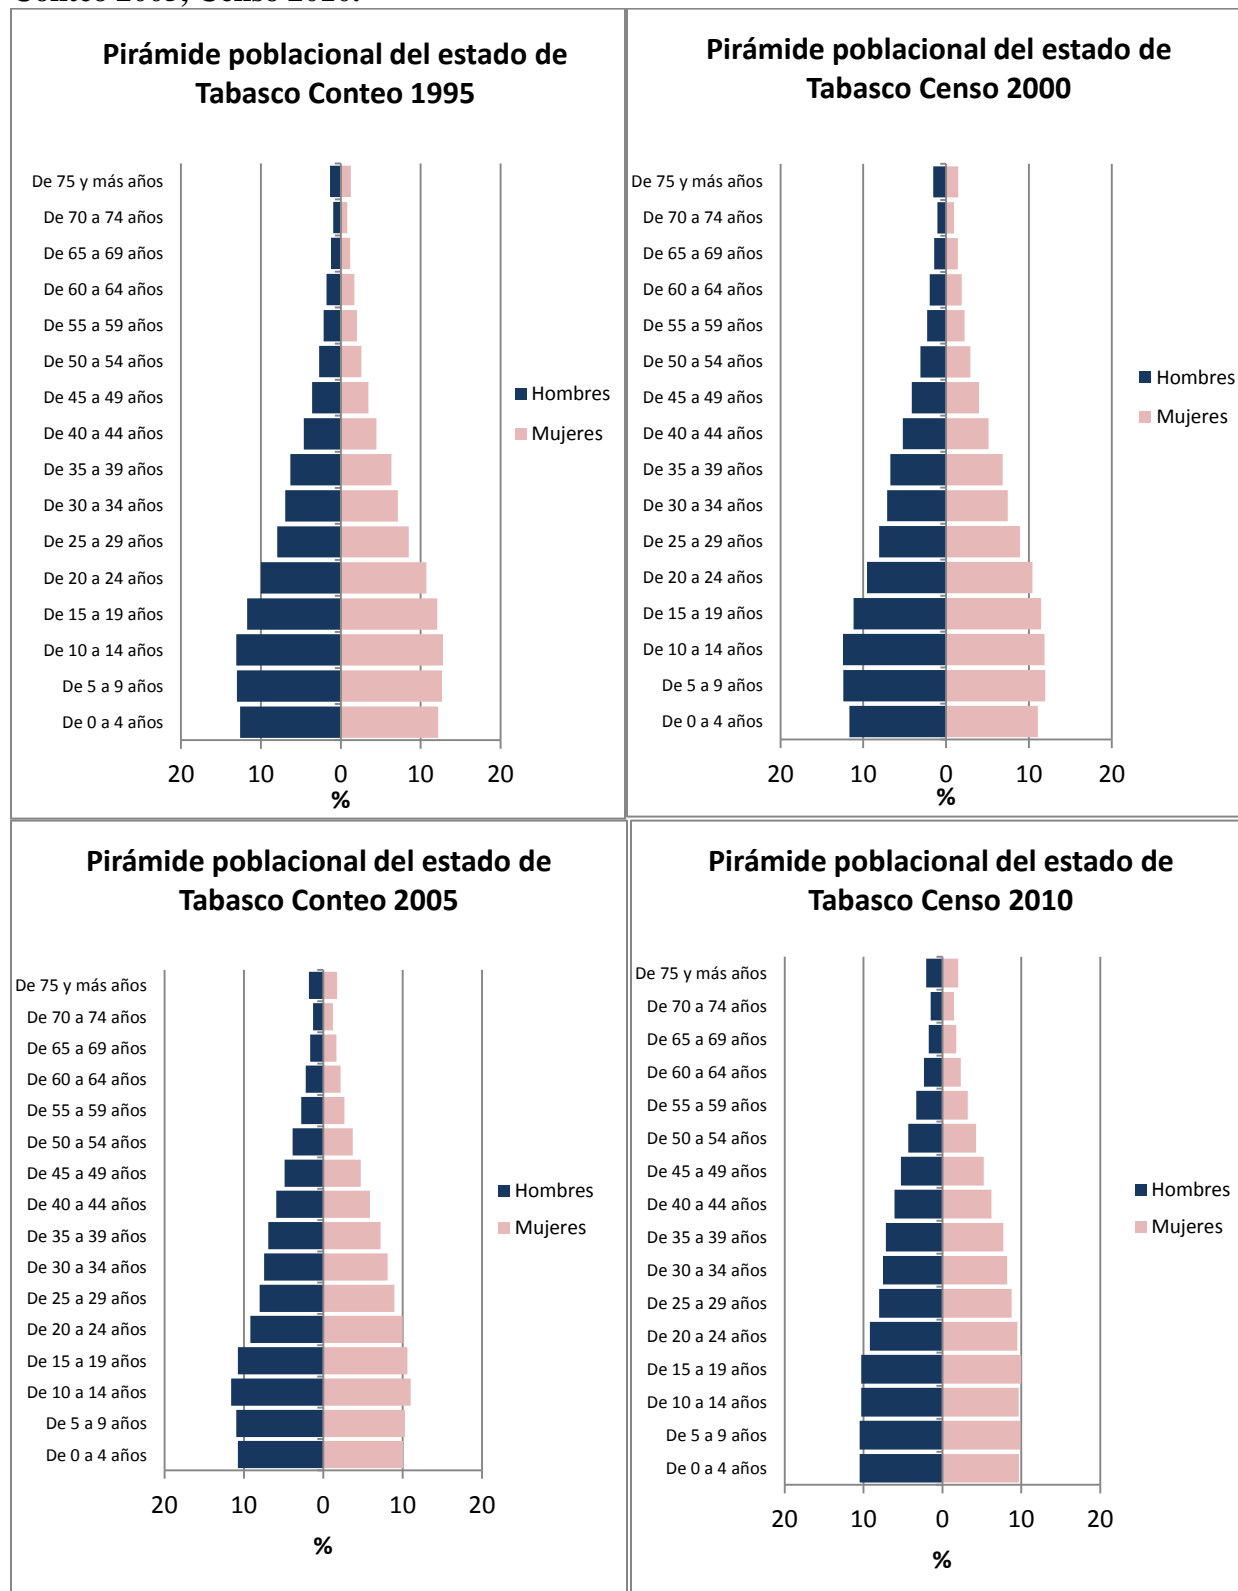 Conteo 2005, Censo 2010.
Pirámide poblacional del estado de
Tabasco Conteo 1995
De 75 y más años
De 70 a 74 años
De 65 a 69 años
De 60 a 64 años
De 55 a 59 años
De 50 a 54 años
De 45 a 49 años
De 40 a 44 años
De 35 a 39 años
De 30 a 34 años
De 25 a 29 años
De 20 a 24 años
De 15 a 19 años
De 10 a 14 años
De 5 a 9 años
De 0 a 4 años
20 10 0 10 20
%
Hombres
Mujeres
Pirámide poblacional del estado de
Tabasco Censo 2000
De 75 y más años
De 70 a 74 años
De 65 a 69 años
De 60 a 64 años
De 55 a 59 años
De 50 a 54 años
De 45 a 49 años
De 40 a 44 años
De 35 a 39 años
De 30 a 34 años
De 25 a 29 años
De 20 a 24 años
De 15 a 19 años
De 10 a 14 años
De 5 a 9 años
De 0 a 4 años
20 10 0 10 20
%
Hombres
Mujeres
Pirámide poblacional del estado de
Tabasco Conteo 2005
De 75 y más años
De 70 a 74 años
De 65 a 69 años
De 60 a 64 años
De 55 a 59 años
De 50 a 54 años
De 45 a 49 años
De 40 a 44 años
De 35 a 39 años
De 30 a 34 años
De 25 a 29 años
De 20 a 24 años
De 15 a 19 años
De 10 a 14 años
De 5 a 9 años
De 0 a 4 años
20 10 0 10 20
%
Hombres
Mujeres
Pirámide poblacional del estado de
Tabasco Censo 2010
De 75 y más años
De 70 a 74 años
De 65 a 69 años
De 60 a 64 años
De 55 a 59 años
De 50 a 54 años
De 45 a 49 años
De 40 a 44 años
De 35 a 39 años
De 30 a 34 años
De 25 a 29 años
De 20 a 24 años
De 15 a 19 años
De 10 a 14 años
De 5 a 9 años
De 0 a 4 años
20 10 0 10 20
%
Hombres
Mujeres